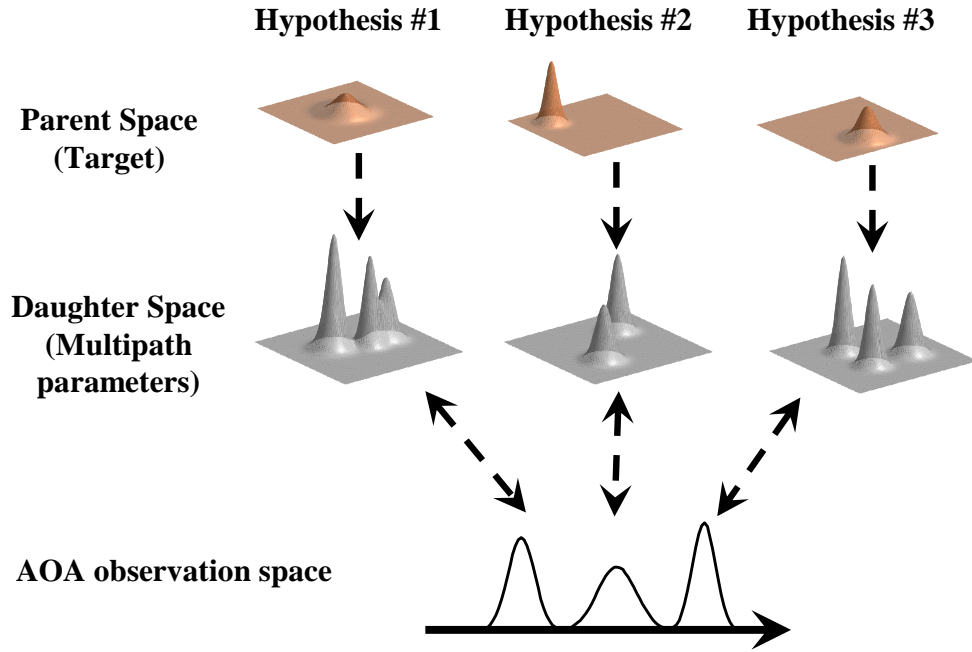 Hypothesis #1
Hypothesis #2
Hypothesis #3
Parent Space
(Target)
Daughter Space
(Multipath
parameters)
AOA observation space